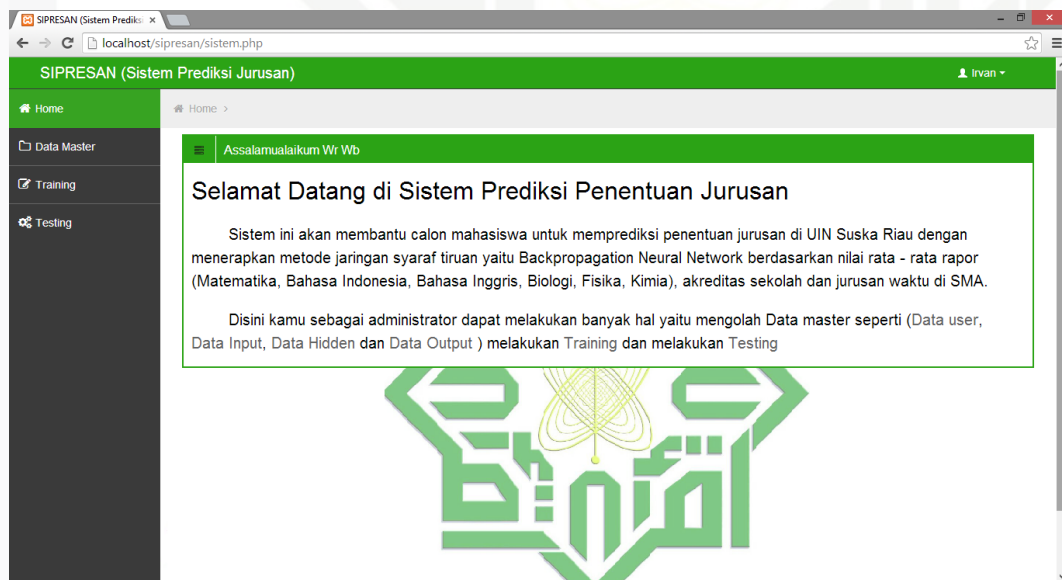 SIPRESAN (Sistem Prediksi
localhost/sipresan/sistem.php
SIPRESAN (Sistem Prediksi Jurusan)
Irvan
Home
Home >
Data Master
Training
Testing
Assalamualaikum Wr Wb
Selamat Datang di Sistem Prediksi Penentuan Jurusan
Sistem ini akan membantu calon mahasiswa untuk memprediksi penentuan jurusan di UIN Suska Riau dengan
menerapkan metode jaringan syaraf tiruan yaitu Backpropagation Neural Network berdasarkan nilai rata - rata rapor
(Matematika, Bahasa Indonesia, Bahasa Inggris, Biologi, Fisika, Kimia), akreditas sekolah dan jurusan waktu di SMA.
Disini kamu sebagai administrator dapat melakukan banyak hal yaitu mengolah Data master seperti (Data user,
Data Input, Data Hidden dan Data Output ) melakukan Training dan melakukan Testing